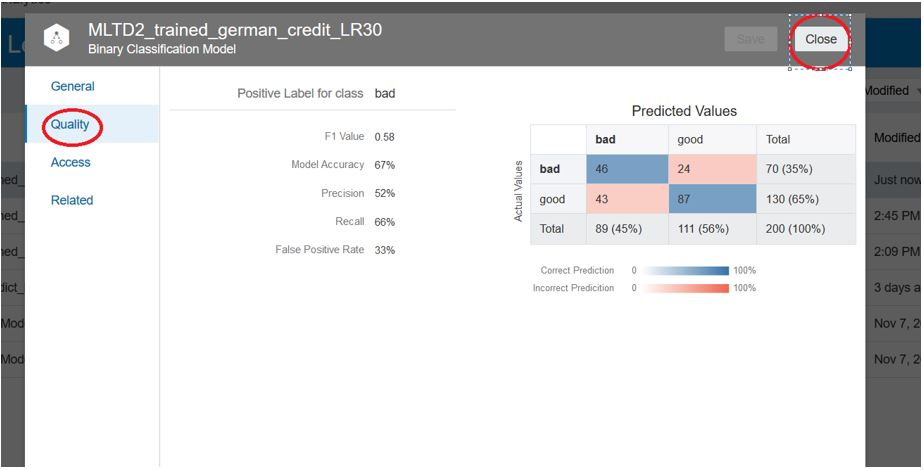 MLTD2_trained_german_credit_LR30
Binary Classification Model
Save
Close
General
Quality
Access
Related
Positive Label for class bad
F1 Value 0.58
Model Accuracy 67%
Precision 52%
Recall 66%
False Positive Rate 33%
Predicted Values
Actual Values
bad good Total
bad 46 24 70 (35%)
good 43 87 130 (65%)
Total 89 (45%) 111 (56%) 200 (100%)
Correct Prediction 0 100%
Incorrect Predicition 0 100%
Modified
Modified
Just now
2:45 PM
2:09 PM
3 days a
Nov 7, 20
Nov 7, 2